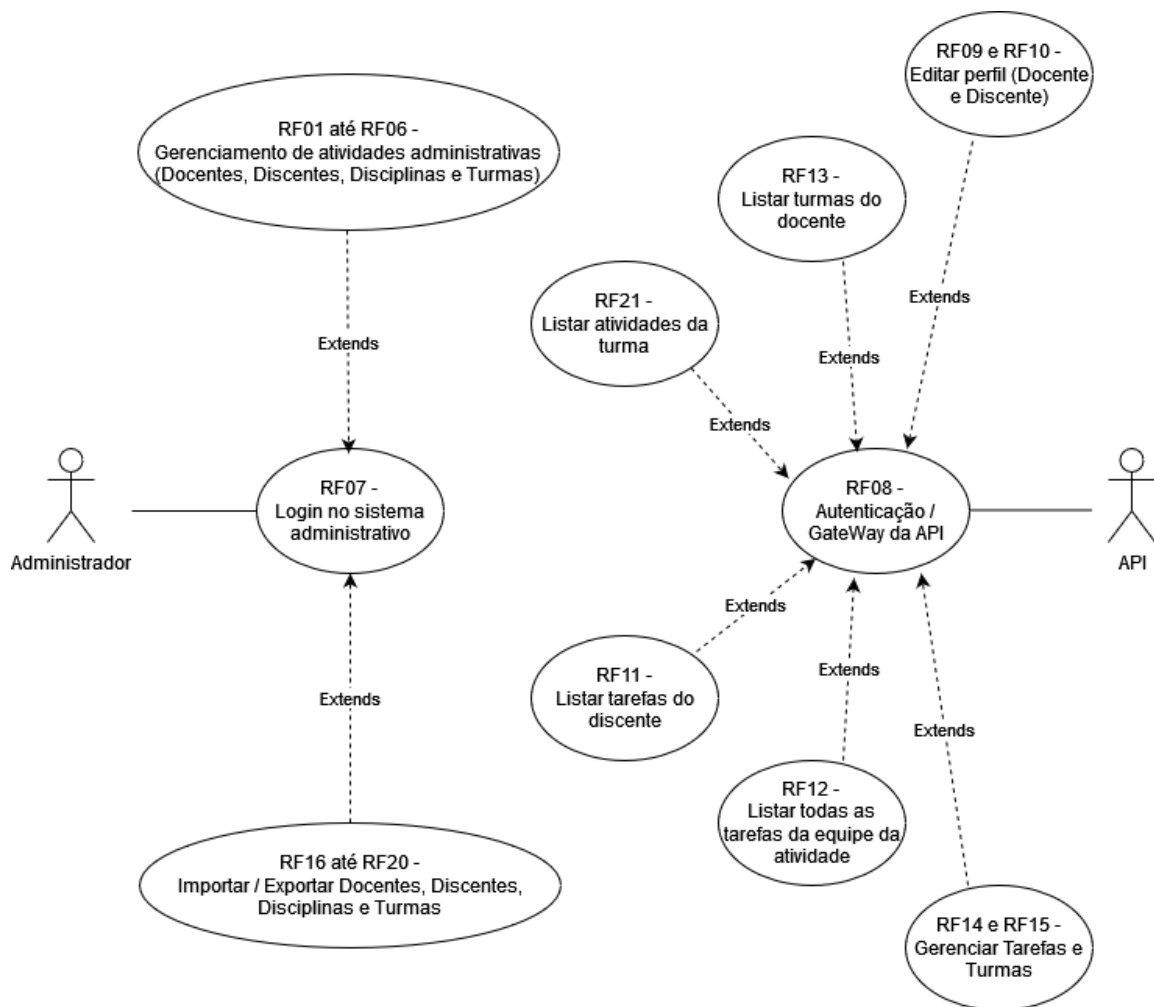 RF09 e RF10 -
Editar perfil (Docente
e Discente)
RF01 até RF06 -
Gerenciamento de atividades administrativas
(Docentes, Discentes, Disciplinas e Turmas)
RF13 -
Listar turmas do
docente
RF21 -
Listar atividades da
turma
Extends
Extends
Extends
Extends
RF07 -
Login no sistema
administrativo
RF08 -
Autenticação /
GateWay da API
Administrador
API
Extends
RF11 -
Listar tarefas do
discente
Extends
Extends
Extends
RF12 -
Listar todas as
tarefas da equipe da
atividade
RF16 até RF20 -
Importar / Exportar Docentes, Discentes,
Disciplinas e Turmas
RF14 e RF15 -
Gerenciar Tarefas e
Turmas